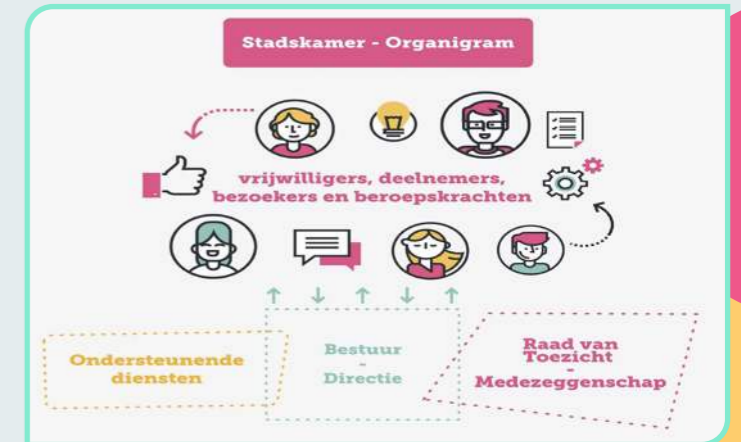 Stadskamer - Organigram
vrijwilligers, deelnemers,
bezoekers en beroepskrachten
Ondersteunende
diensten
Bestuur
-
Directie
Raad van
Toezicht
-
Medezeggenschap